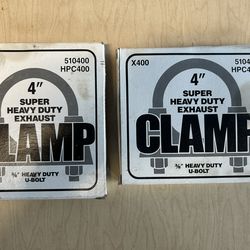 510400
HPC400
4"
SUPER
HEAVY DUTY
EXHAUST
CLAMP
⅜" HEAVY DUTY
U-BOLT
X400
5104
HPC4
4"
SUPER
HEAVY DUTY
EXHAUST
CLAMP
⅜" HEAVY DUTY
U-BOLT